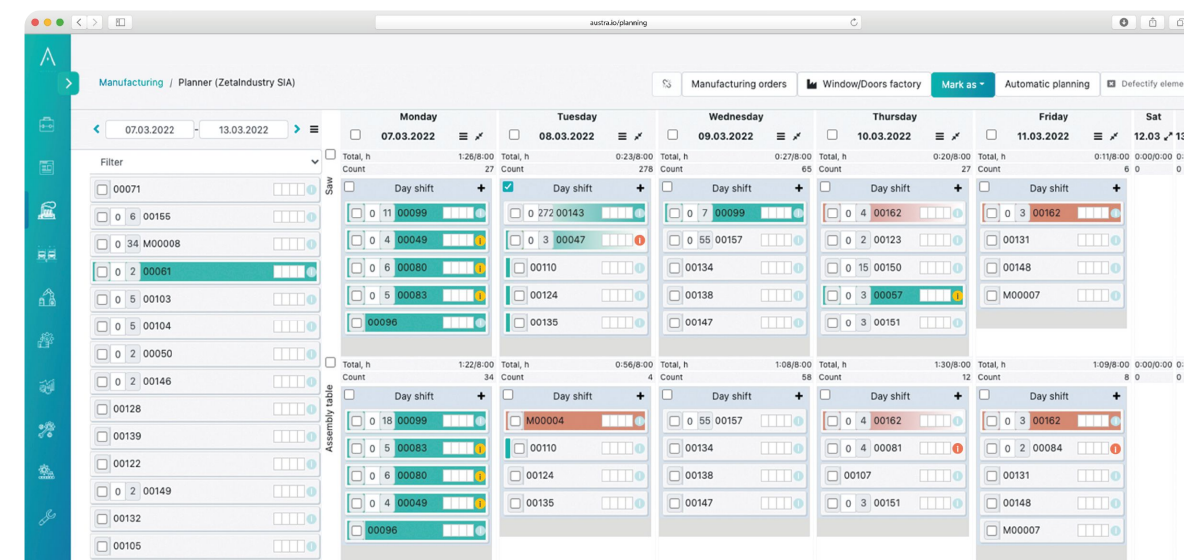 austra.io/planning
Manufacturing / Planner (ZetaIndustry SIA)
Manufacturing orders
Window/Doors factory
Mark as
Automatic planning
Defectify eleme
07.03.2022 - 13.03.2022
Filter
00071
0 6 00155
0 34 M00008
0 2 00061
0 5 00103
0 5 00104
0 2 00050
0 2 00146
00128
00139
00122
0 2 00149
00132
00105
Monday Tuesday Wednesday Thursday Friday Sat
07.03.2022 08.03.2022 09.03.2022 10.03.2022 11.03.2022 12.03 13
Saw
Total, h 1:26/8:00 Total, h 0:23/8:00 Total, h 0:27/8:00 Total, h 0:20/8:00 Total, h 0:11/8:00 0:00/0:00 0:
Count 27 Count 278 Count 65 Count 27 Count 6 0 0
Day shift + Day shift + Day shift + Day shift + Day shift +
0 11 00099 0 272 00143 0 7 00099 0 4 00162 0 3 00162
0 4 00049 0 3 00047 0 55 00157 0 2 00123 00131
0 6 00080 00110 00134 0 15 00150 00148
0 5 00083 00124 00138 0 3 00057 M00007
00096 00135 00147 0 3 00151
Assembly table
Total, h 1:22/8:00 Total, h 0:56/8:00 Total, h 1:08/8:00 Total, h 1:30/8:00 Total, h 1:09/8:00 0:00/0:00 0:
Count 34 Count 4 Count 58 Count 12 Count 8 0 0
Day shift + Day shift + Day shift + Day shift + Day shift +
0 18 00099 M00004 0 55 00157 0 4 00162 0 3 00162
0 5 00083 00110 00134 0 4 00081 0 2 00084
0 6 00080 00124 00138 00107 00131
0 4 00049 00135 00147 0 3 00151 00148
00096 M00007